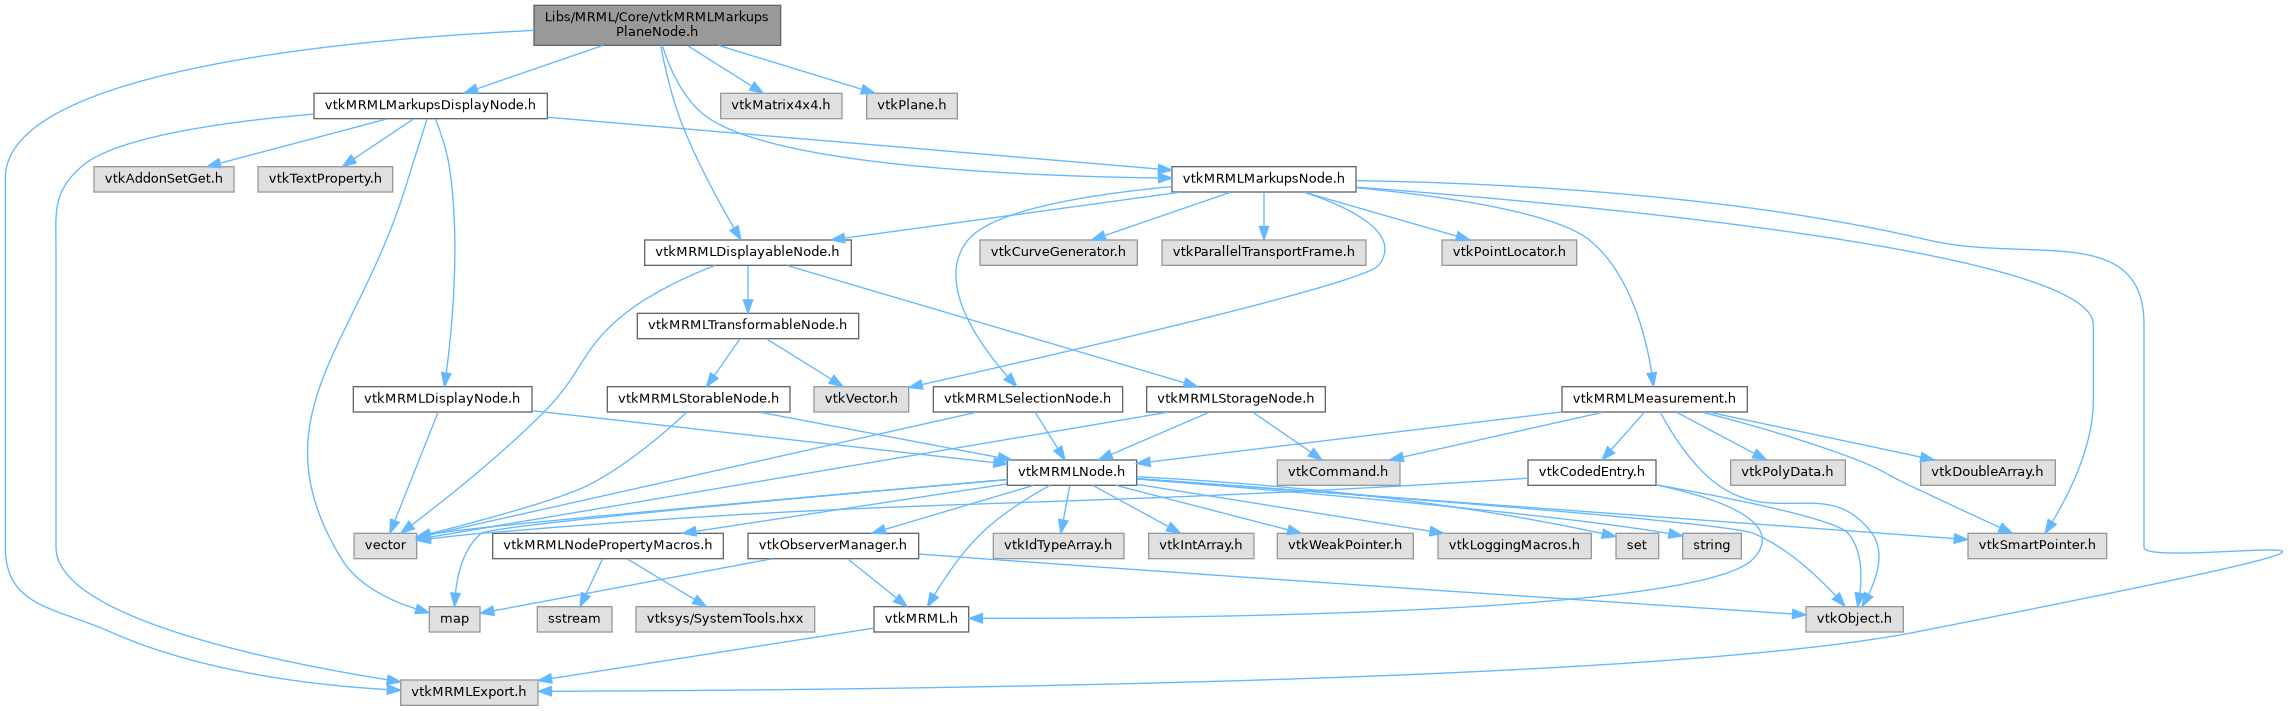 Libs/MRML/Core/vtkMRMLMarkups
PlaneNode.h
vtkMRMLMarkupsDisplayNode.h
vtkMatrix4x4.h
vtkPlane.h
vtkAddonSetGet.h
vtkTextProperty.h
vtkMRMLMarkupsNode.h
vtkMRMLDisplayableNode.h
vtkCurveGenerator.h
vtkParallelTransportFrame.h
vtkPointLocator.h
vtkMRMLTransformableNode.h
vtkMRMLDisplayNode.h
vtkMRMLStorableNode.h
vtkVector.h
vtkMRMLSelectionNode.h
vtkMRMLStorageNode.h
vtkMRMLMeasurement.h
vtkMRMLNode.h
vtkCommand.h
vtkCodedEntry.h
vtkPolyData.h
vtkDoubleArray.h
vector
vtkMRMLNodePropertyMacros.h
vtkObserverManager.h
vtkIdTypeArray.h
vtkIntArray.h
vtkWeakPointer.h
vtkLoggingMacros.h
set
string
vtkSmartPointer.h
map
sstream
vtksys/SystemTools.hxx
vtkMRML.h
vtkObject.h
vtkMRMLExport.h